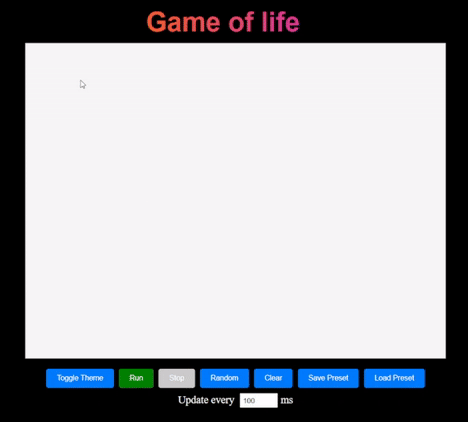 Game of life
Toggle Theme Run Stop Random Clear Save Preset Load Preset
Update every 100 ms